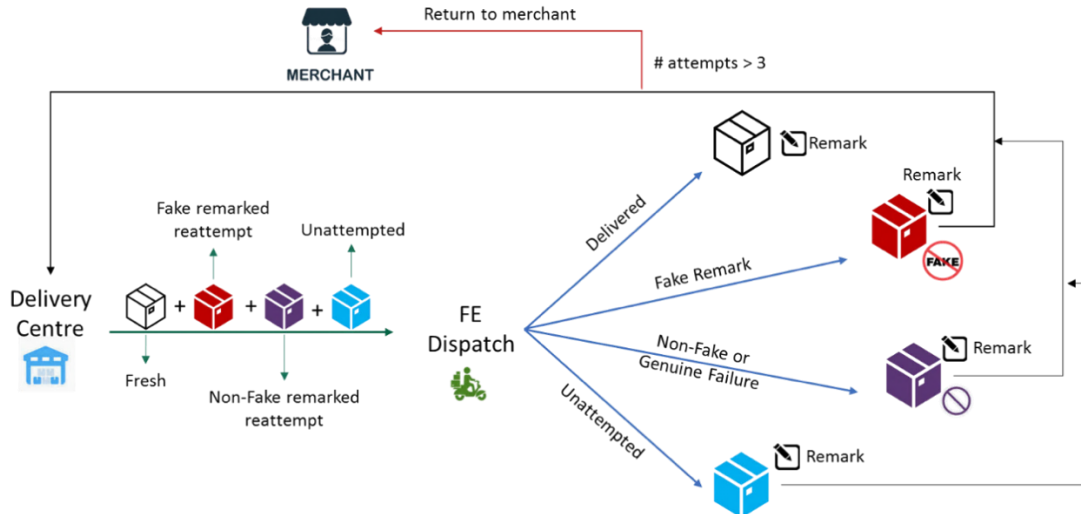 Return to merchant
MERCHANT
# attempts > 3
Remark
Remark
Fake remarked
reattempt
Unattempted
Delivered
FAKE
Fake Remark
Delivery
Centre
+
+
+
FE
Dispatch
Fresh
Non-Fake remarked
reattempt
Non-Fake or
Genuine Failure
Remark
Unattempted
Remark